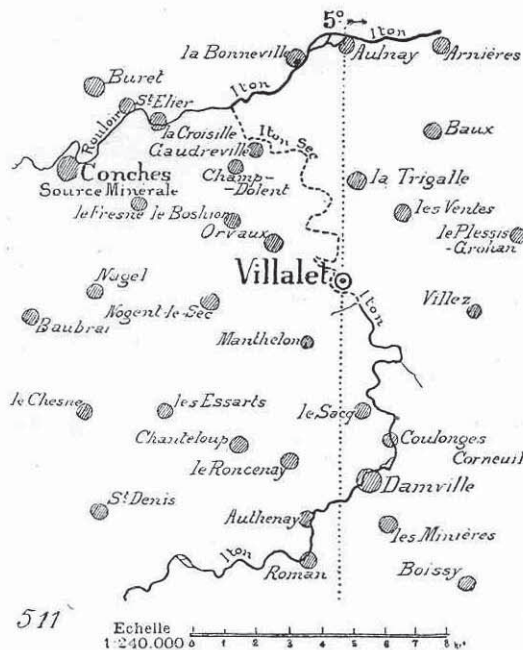 5°
Iton
la Bonneville
Aulnay
Arnières
Buret
Iton
St Elier
Rouloir
la Croisille
Iton Sec
Baux
Gaudreville
Conches
Source Minérale
Champ-
-Dolent
la Trigalle
le Fresne
le Boshion
les Ventes
Orvaux
le Plessis-
-Grohan
Villalet
Nagel
Nogent-le-Sec
Iton
Villez
Baubrai
Manthelon
le Chesne
les Essarts
le Sacq
Chanteloup
Coulonges
Corneuil
le Roncenay
Damville
St Denis
Authenay
les Minières
Iton
Roman
Boissy
511
Echelle
1:240.000
0 1 2 3 4 5 6 7 8 k.